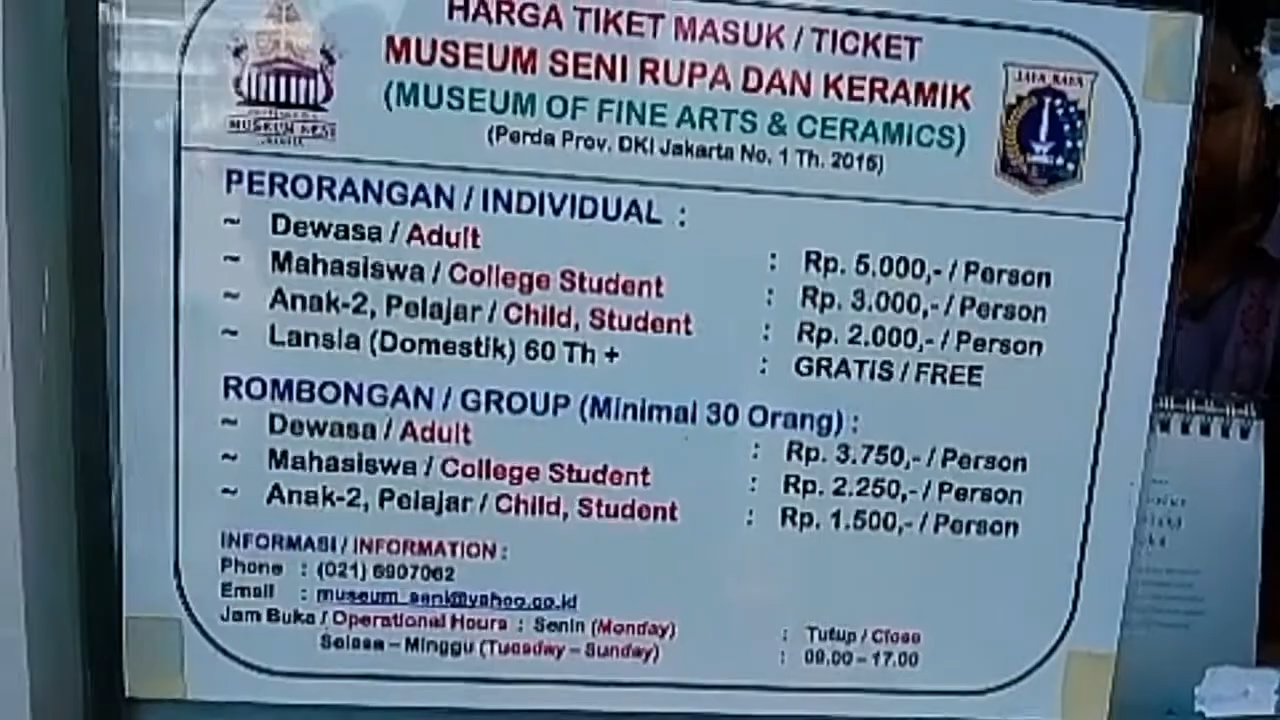 HARGA TIKET MASUK / TICKET
MUSEUM SENI RUPA DAN KERAMIK
(MUSEUM OF FINE ARTS & CERAMICS)
(Perda Prov. DKI Jakarta No. 1 Th. 2015)
MUSEUM SENI
JAYA RAYA
PERORANGAN / INDIVIDUAL :
~ Dewasa / Adult : Rp. 5.000,- / Person
~ Mahasiswa / College Student : Rp. 3.000,- / Person
~ Anak-2, Pelajar / Child, Student : Rp. 2.000,- / Person
~ Lansia (Domestik) 60 Th + : GRATIS / FREE
ROMBONGAN / GROUP (Minimal 30 Orang) :
~ Dewasa / Adult : Rp. 3.750,- / Person
~ Mahasiswa / College Student : Rp. 2.250,- / Person
~ Anak-2, Pelajar / Child, Student : Rp. 1.500,- / Person
INFORMASI / INFORMATION :
Phone : (021) 6907062
Email : museum_seni@yahoo.co.id
Jam Buka / Operational Hours : Senin (Monday) : Tutup / Close
Selasa – Minggu (Tuesday – Sunday) : 09.00 – 17.00